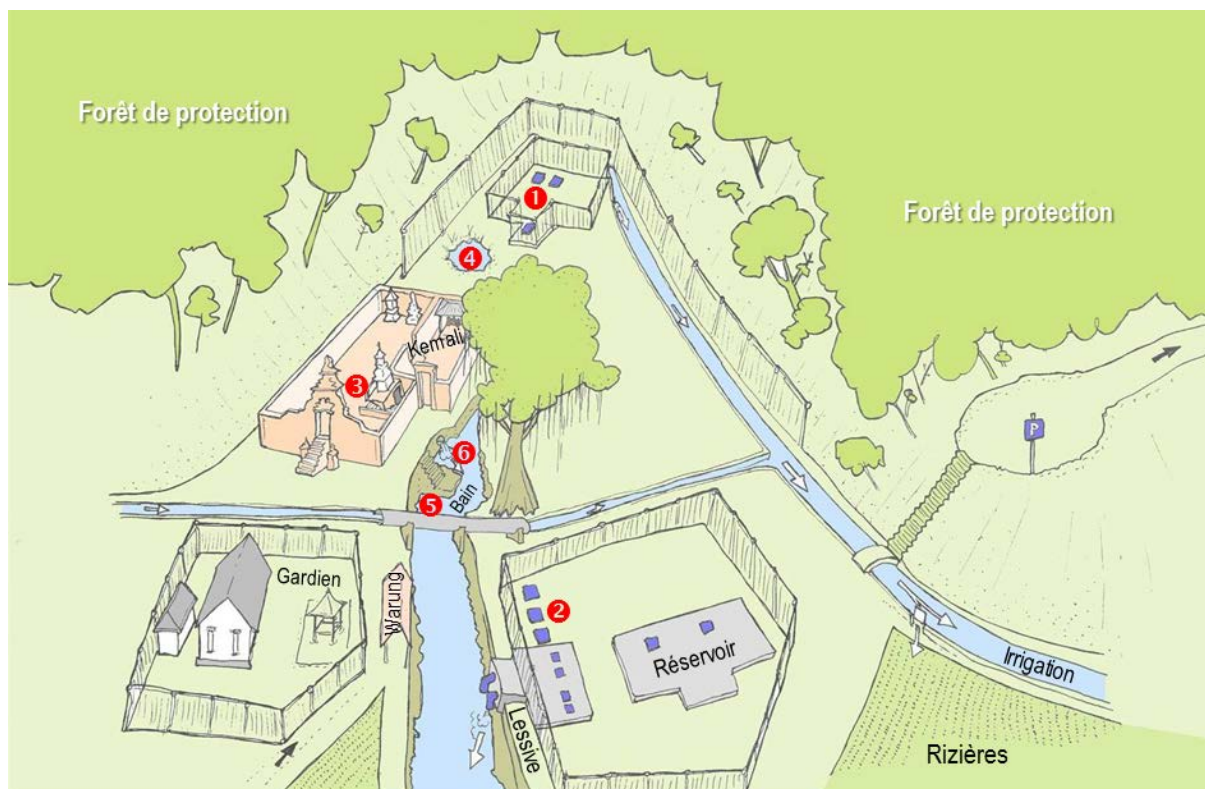 Forêt de protection
Forêt de protection
1
4
Kemali
3
P
6
Bain
5
Gardien
Warung
2
Réservoir
Irrigation
Lessive
Rizières